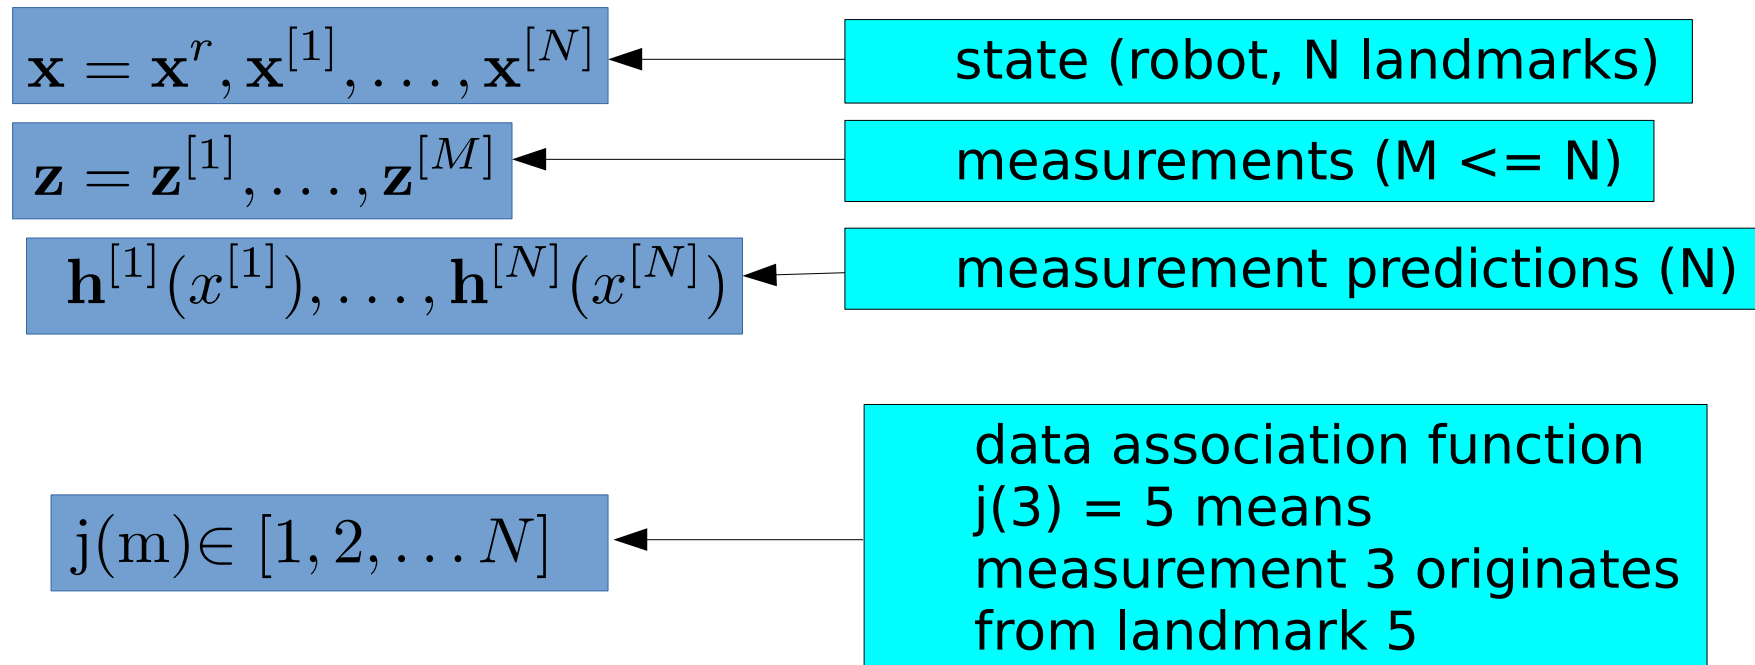 x = x^r, x^[1], . . . , x^[N]
state (robot, N landmarks)
z = z^[1], . . . , z^[M]
measurements (M <= N)
h^[1](x^[1]), . . . , h^[N](x^[N])
measurement predictions (N)
j(m)∈ [1, 2, . . . N]
data association function
j(3) = 5 means
measurement 3 originates
from landmark 5